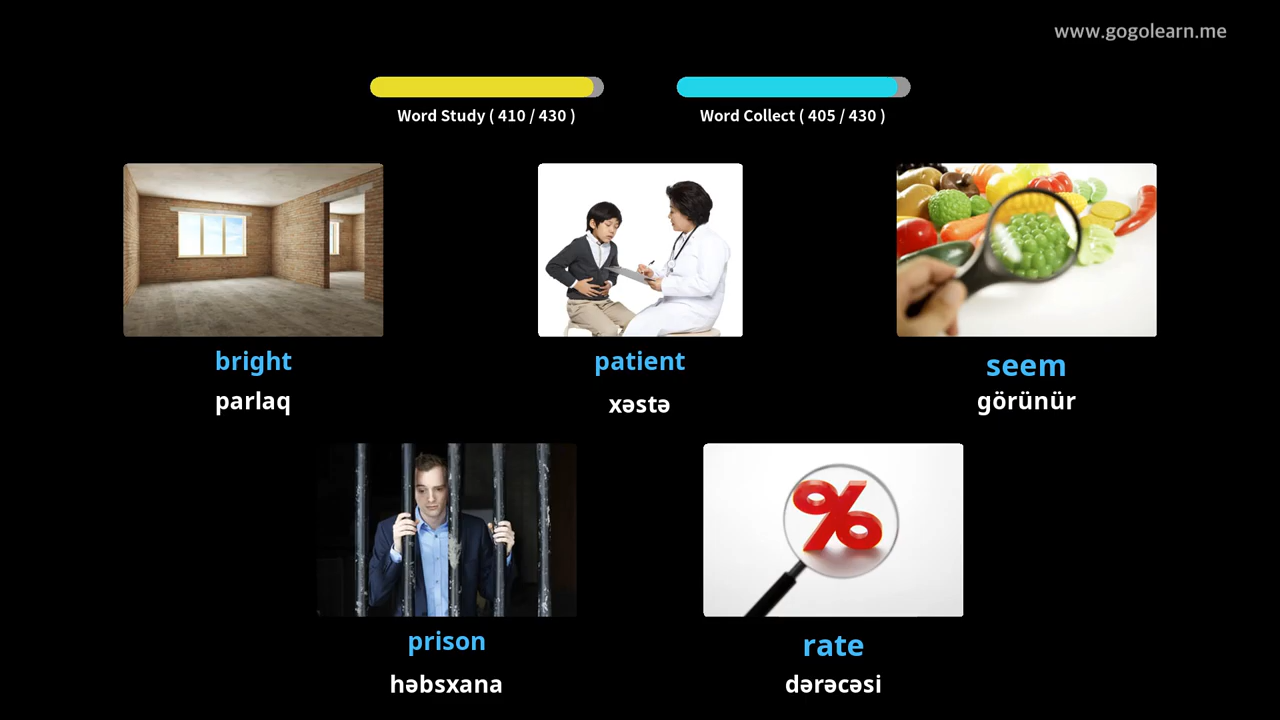 www.gogolearn.me
Word Study ( 410 / 430 )
Word Collect ( 405 / 430 )
bright
parlaq
patient
xəstə
seem
görünür
%
prison
həbsxana
rate
dərəcəsi